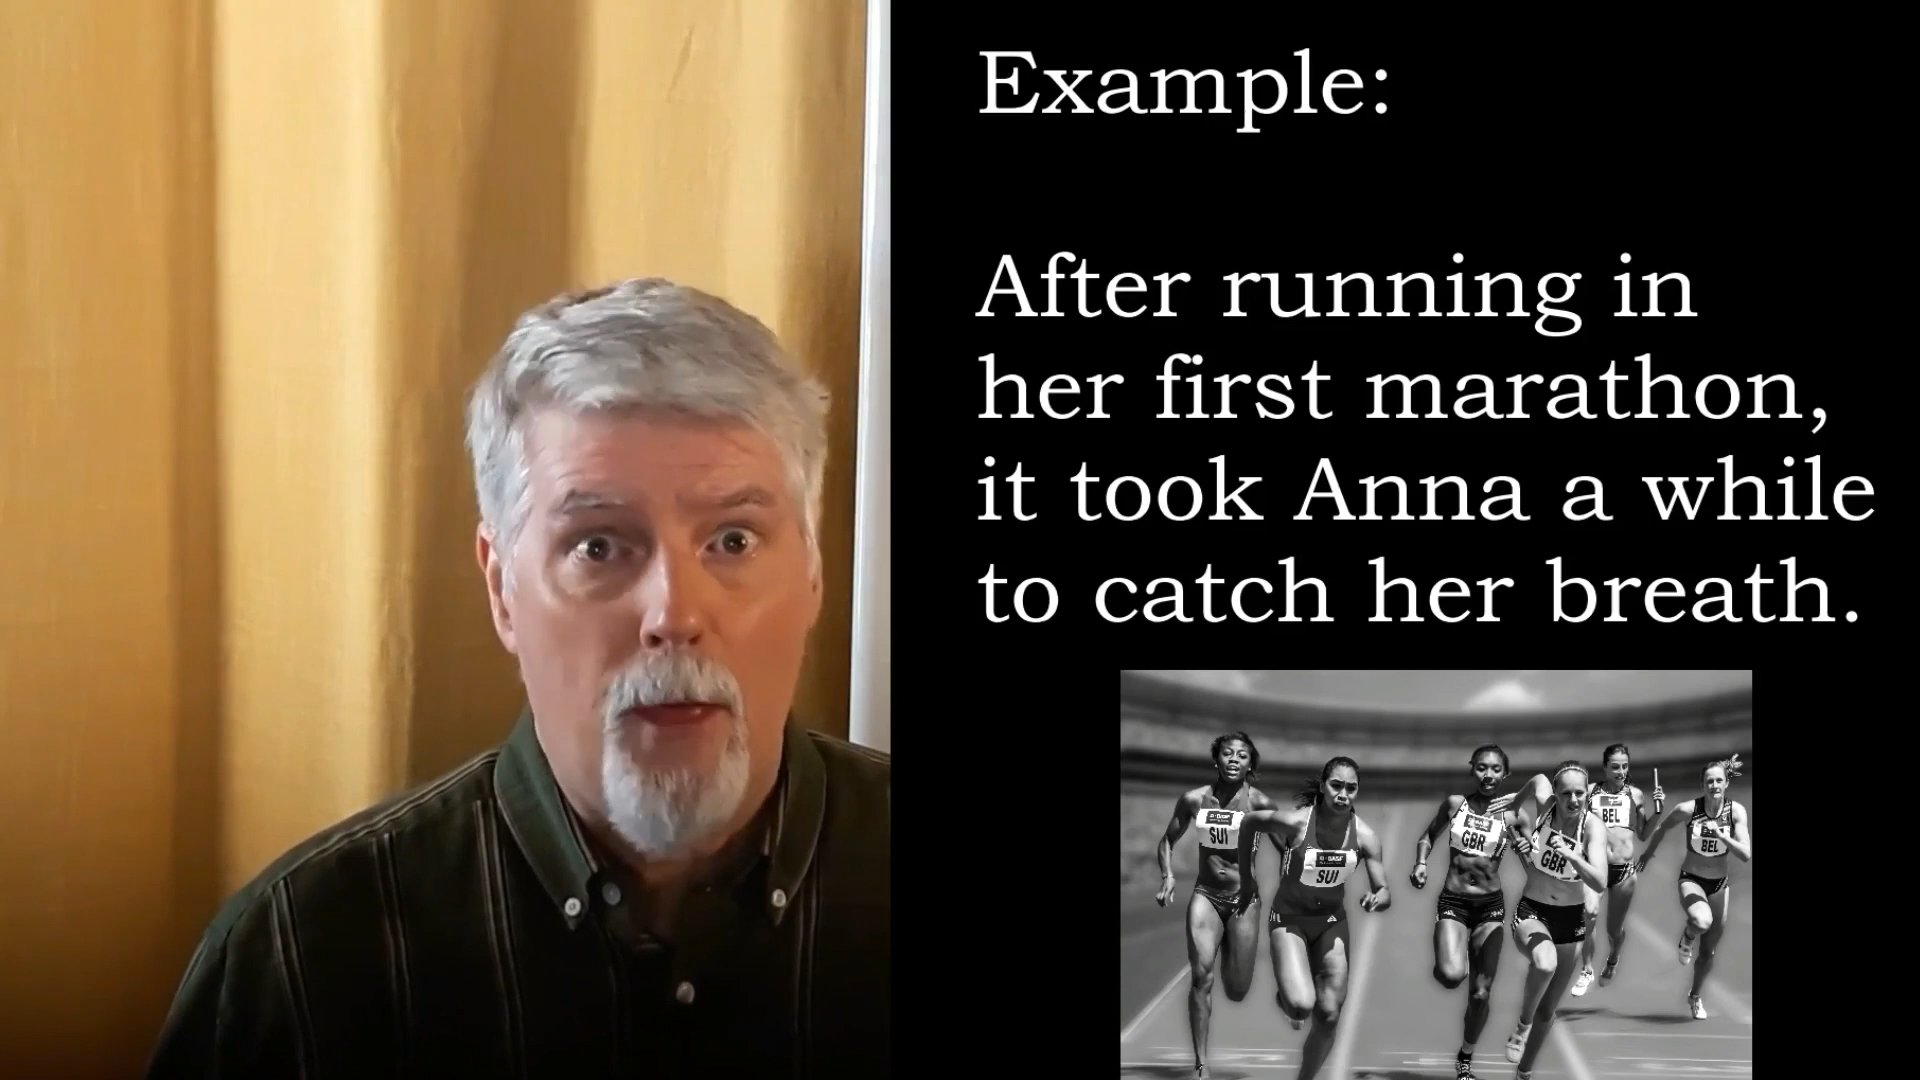 Example:
After running in
her first marathon,
it took Anna a while
to catch her breath.
SUI
SUI
GBR
GBR
BEL
BEL